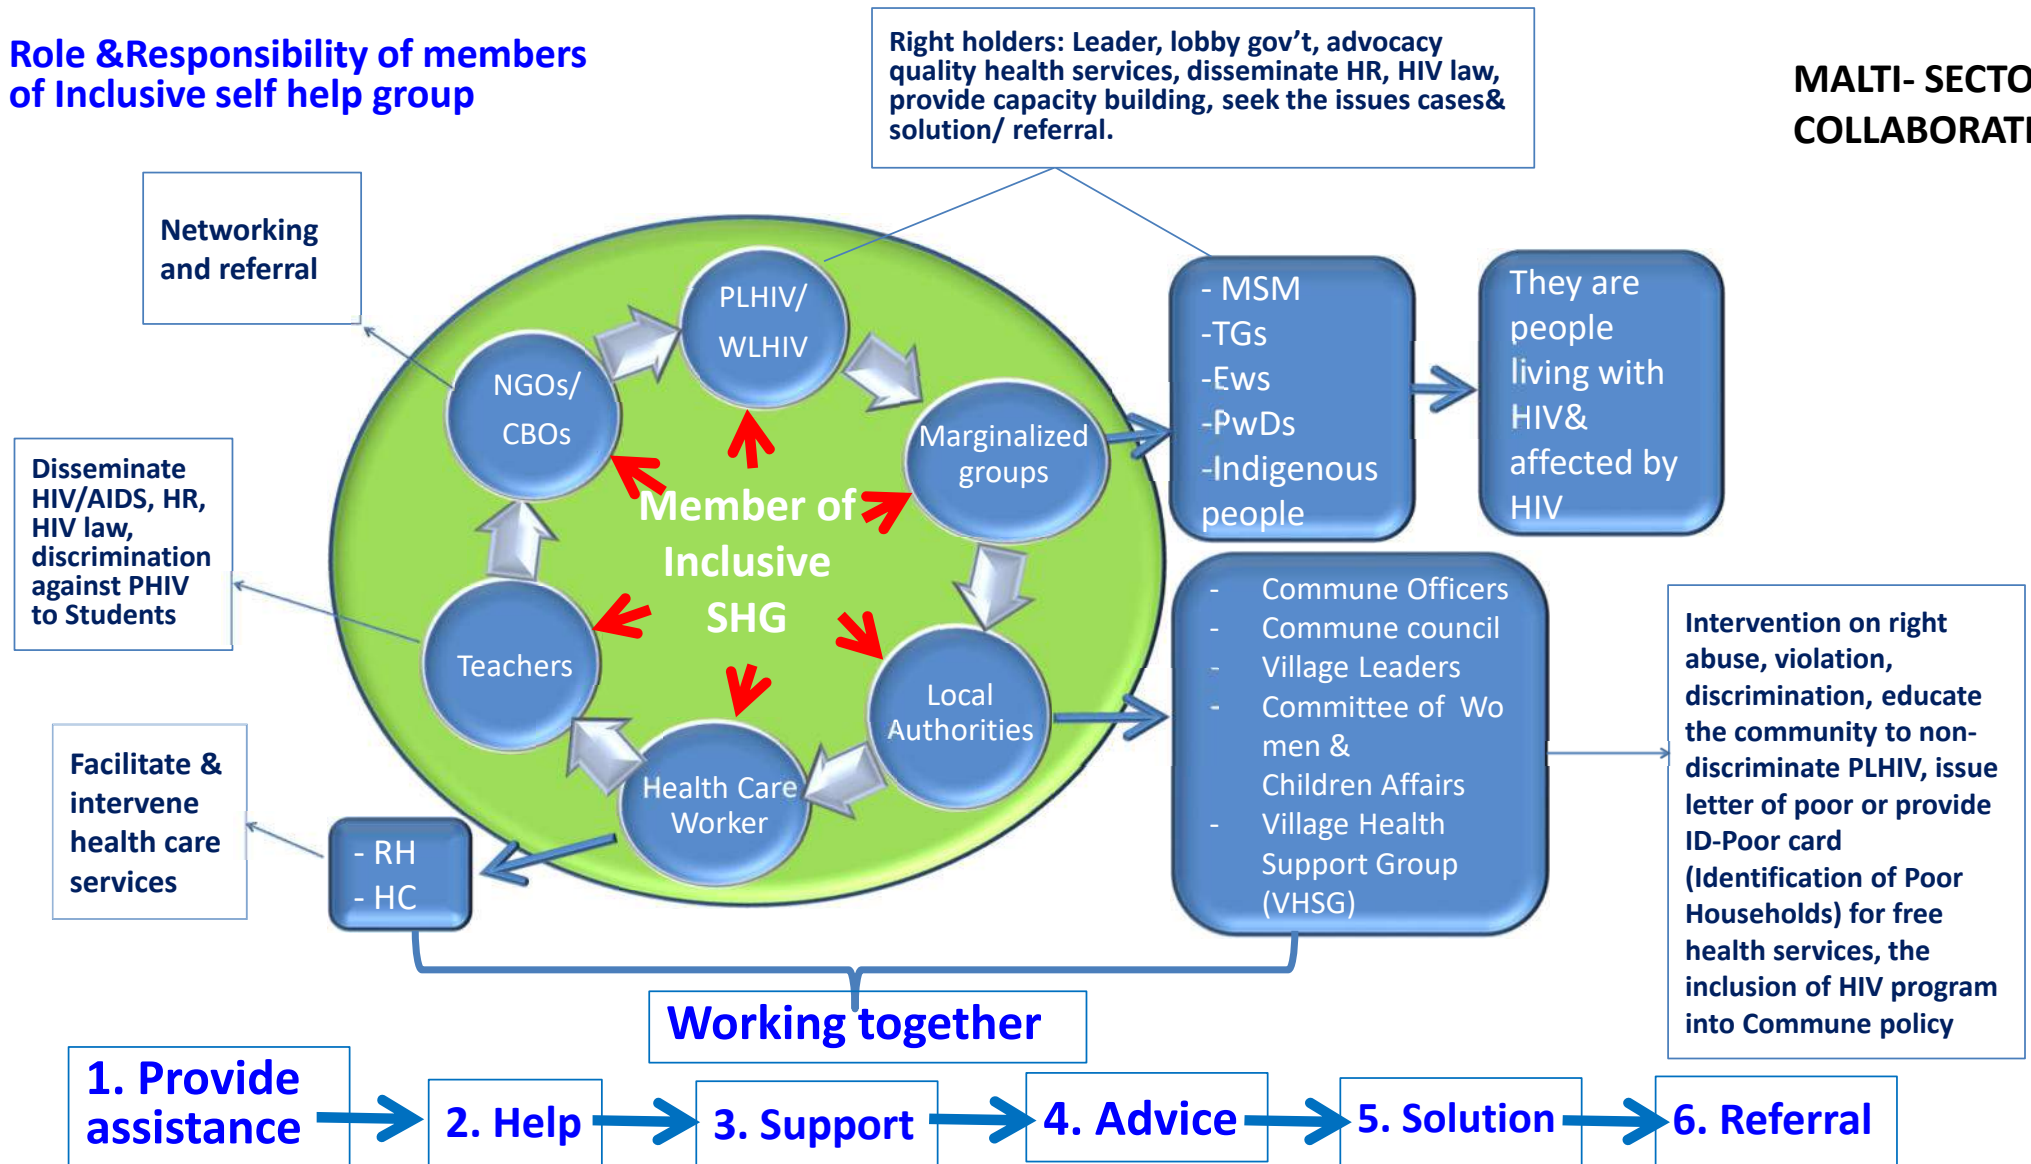 Role &Responsibility of members
of Inclusive self help group
Right holders: Leader, lobby gov't, advocacy
quality health services, disseminate HR, HIV law,
provide capacity building, seek the issues cases&
solution/ referral.
MALTI- SECTO
COLLABORATI
Networking
and referral
PLHIV/
WLHIV
NGOs/
CBOs
Marginalized
groups
- MSM
-TGs
-Ews
-PwDs
-Indigenous
people
They are
people
living with
HIV&
affected by
HIV
Disseminate
HIV/AIDS, HR,
HIV law,
discrimination
against PHIV
to Students
Member of
Inclusive
SHG
Teachers
Local
Authorities
Health Care
Worker
- Commune Officers
- Commune council
- Village Leaders
- Committee of Wo
men &
Children Affairs
- Village Health
Support Group
(VHSG)
Intervention on right
abuse, violation,
discrimination, educate
the community to non-
discriminate PLHIV, issue
letter of poor or provide
ID-Poor card
(Identification of Poor
Households) for free
health services, the
inclusion of HIV program
into Commune policy
Facilitate &
intervene
health care
services
- RH
- HC
Working together
1. Provide
assistance
2. Help
3. Support
4. Advice
5. Solution
6. Referral